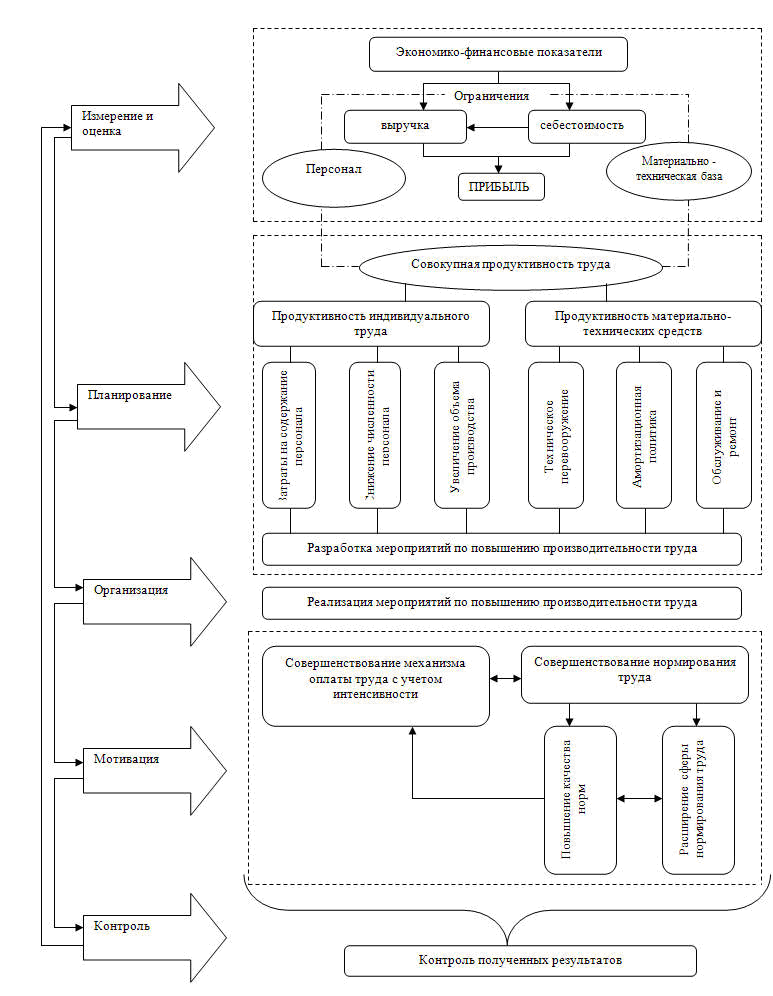 Экономико-финансовые показатели
Ограничения
Измерение и
оценка
выручка
себестоимость
Персонал
Материально -
техническая база
ПРИБЫЛЬ
Совокупная продуктивность труда
Продуктивность индивидуального
труда
Продуктивность материально-
технических средств
Планирование
Затраты на содержание
персонала
Снижение численности
персонала
Увеличение объема
производства
Техническое
перевооружение
Амортизационная
политика
Обслуживание и
ремонт
Разработка мероприятий по повышению производительности труда
Организация
Реализация мероприятий по повышению производительности труда
Совершенствование механизма
оплаты труда с учетом
интенсивности
Совершенствование нормирования
труда
Мотивация
Повышение качества
норм
Расширение сферы
нормирования труда
Контроль
Контроль полученных результатов